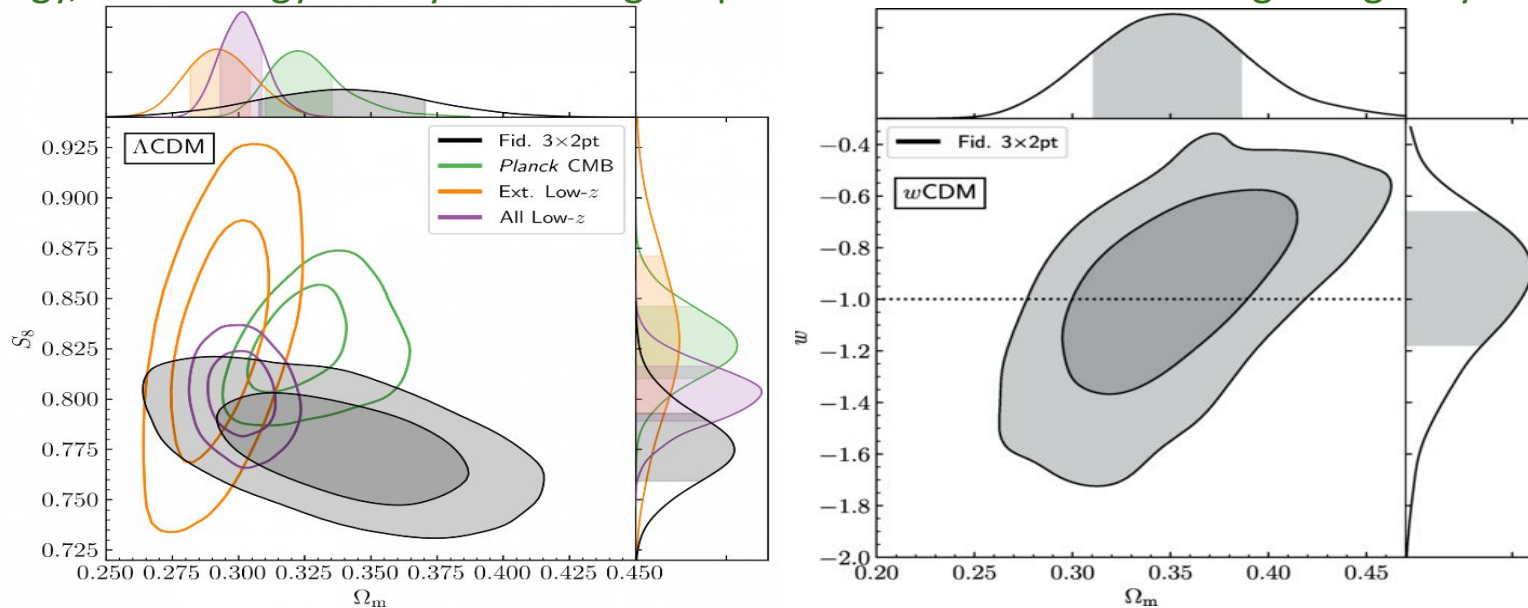 ΛCDM
Fid. 3×2pt
Planck CMB
Ext. Low-z
All Low-z
0.925
0.900
0.875
0.850
0.825
0.800
0.775
0.750
0.725
S₈
0.250 0.275 0.300 0.325 0.350 0.375 0.400 0.425 0.450
Ωₘ
Fid. 3×2pt
wCDM
−0.4
−0.6
−0.8
−1.0
−1.2
−1.4
−1.6
−1.8
−2.0
w
0.20 0.25 0.30 0.35 0.40 0.45
Ωₘ